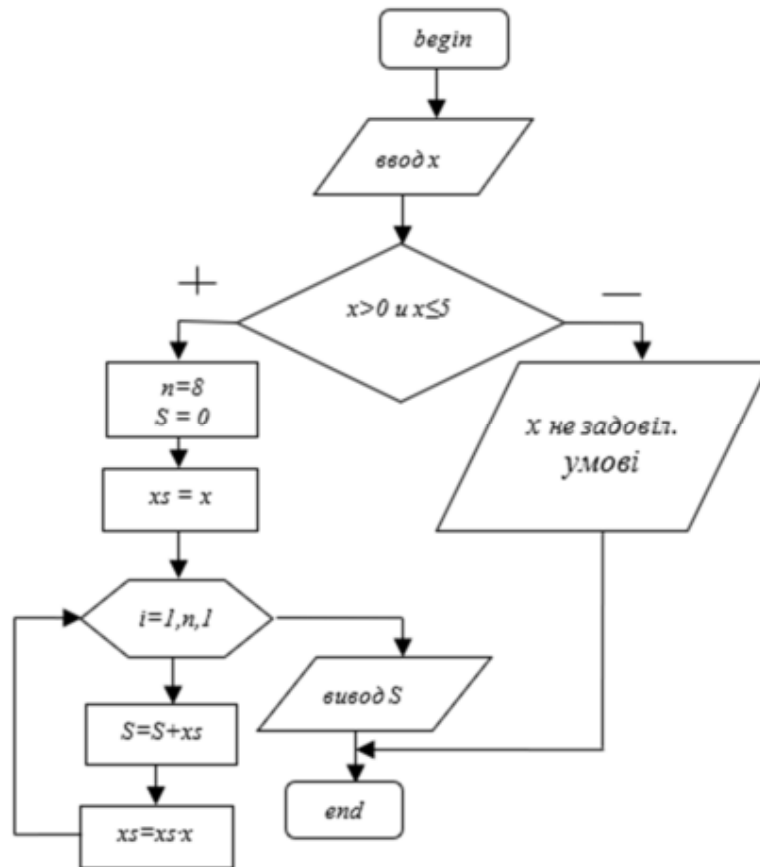 begin
ввод x
+
—
x>0 и x≤5
n=8
S = 0
x не задовіл.
умові
xs = x
i=1,n,1
S=S+xs
вивод S
xs=xs·x
end